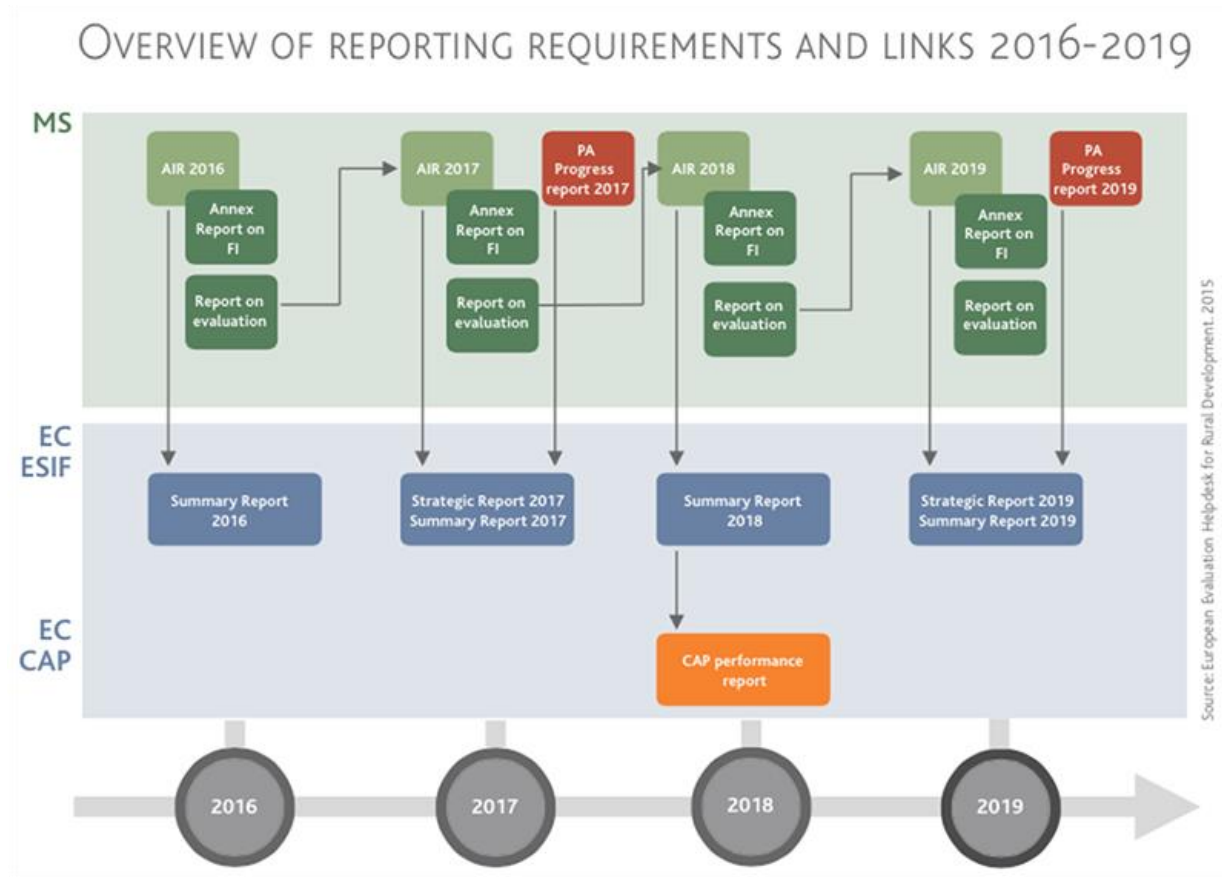 OVERVIEW OF REPORTING REQUIREMENTS AND LINKS 2016-2019
MS
AIR 2016
Annex
Report on
FI
Report on
evaluation
AIR 2017
Annex
Report on
FI
Report on
evaluation
PA
Progress
report 2017
AIR 2018
Annex
Report on
FI
Report on
evaluation
AIR 2019
Annex
Report on
FI
Report on
evaluation
PA
Progress
report 2019
EC
ESIF
Summary Report
2016
Strategic Report 2017
Summary Report 2017
Summary Report
2018
Strategic Report 2019
Summary Report 2019
EC
CAP
CAP performance
report
2016
2017
2018
2019
Source: European Evaluation Helpdesk for Rural Development. 2015